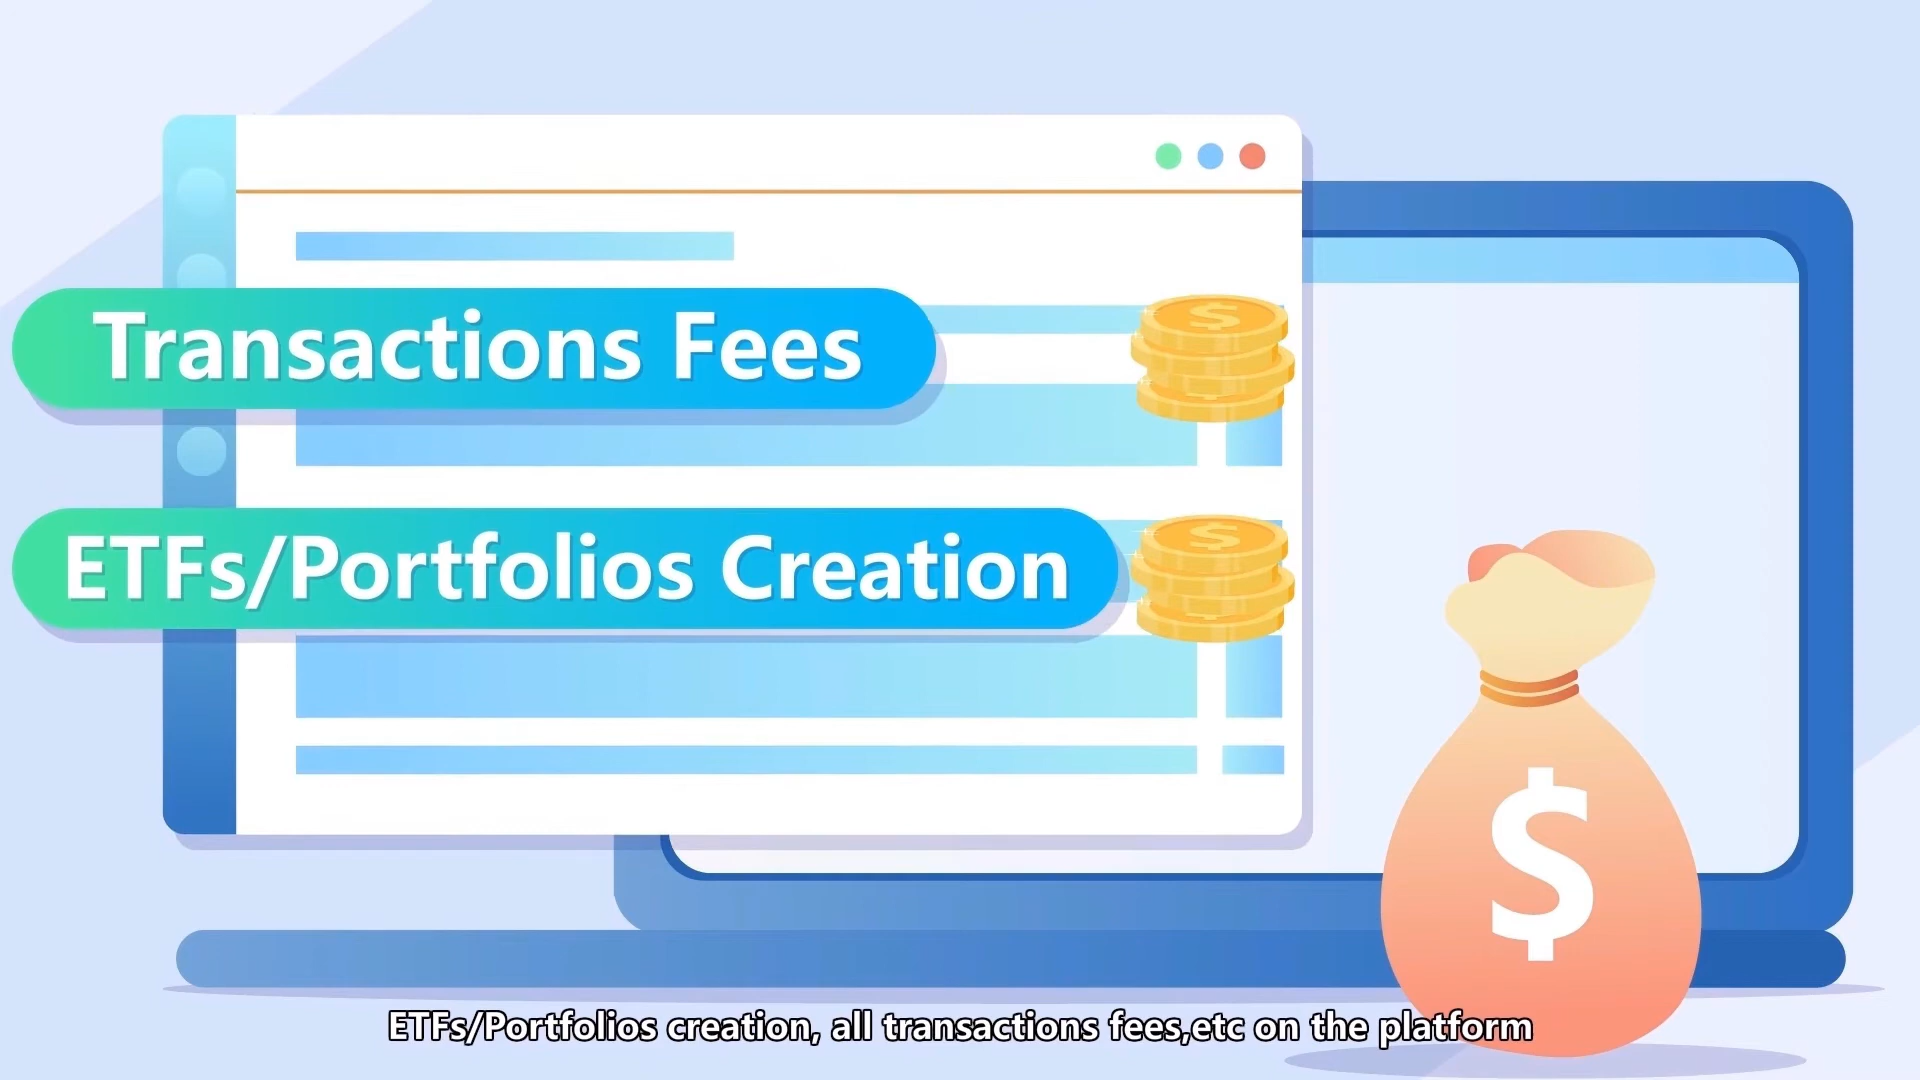 Transactions Fees
ETFs/Portfolios Creation
$
ETFs/Portfolios creation, all transactions fees,etc on the platform